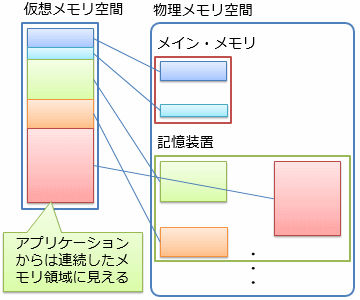 仮想メモリ空間
物理メモリ空間
メイン・メモリ
記憶装置
アプリケーション
からは連続したメ
モリ領域に見える